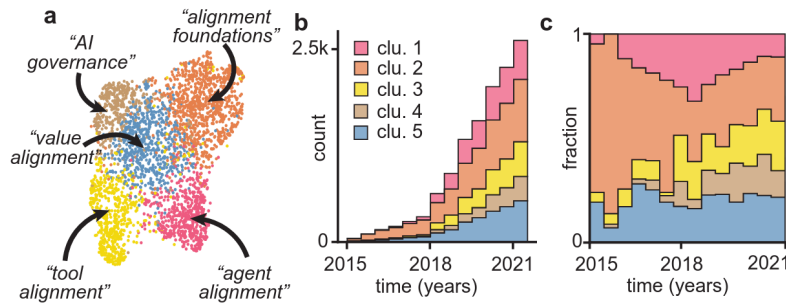 a
“AI
governance”
“alignment
foundations”
“value
alignment”
“tool
alignment”
“agent
alignment”
b
2.5k
count
0
clu. 1
clu. 2
clu. 3
clu. 4
clu. 5
2015
2018
2021
time (years)
c
1
fraction
0
2015
2018
2021
time (years)